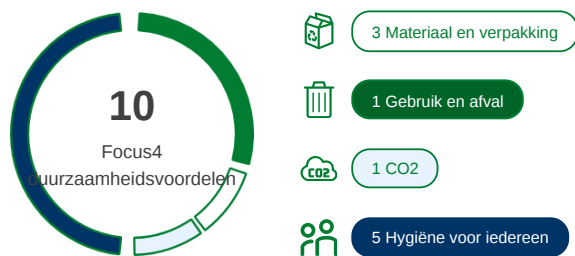 10
Focus4
duurzaamheidsvoordelen
3 Materiaal en verpakking
1 Gebruik en afval
CO2
1 CO2
5 Hygiëne voor iedereen